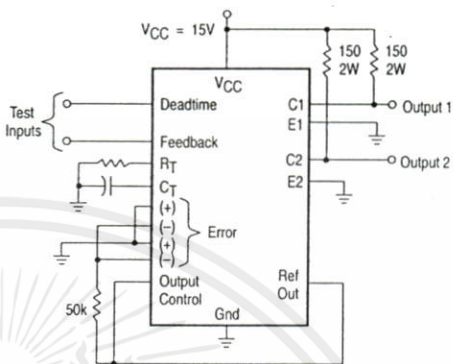 VCC = 15V
150
2W
150
2W
VCC
Test
Inputs
Deadtime
Feedback
RT
CT
(+)
(−)
(+)
(−)
Error
Output
Control
50k
Gnd
C1
E1
C2
E2
Ref
Out
Output 1
Output 2